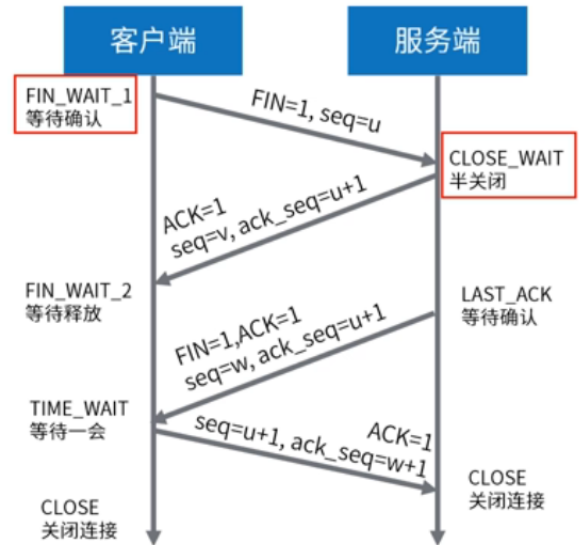 客户端
服务端
FIN_WAIT_1
等待确认
FIN=1, seq=u
CLOSE_WAIT
半关闭
ACK=1
seq=v, ack_seq=u+1
FIN_WAIT_2
等待释放
LAST_ACK
等待确认
FIN=1,ACK=1
seq=w, ack_seq=u+1
TIME_WAIT
等待一会
ACK=1
seq=u+1, ack_seq=w+1
CLOSE
关闭连接
CLOSE
关闭连接